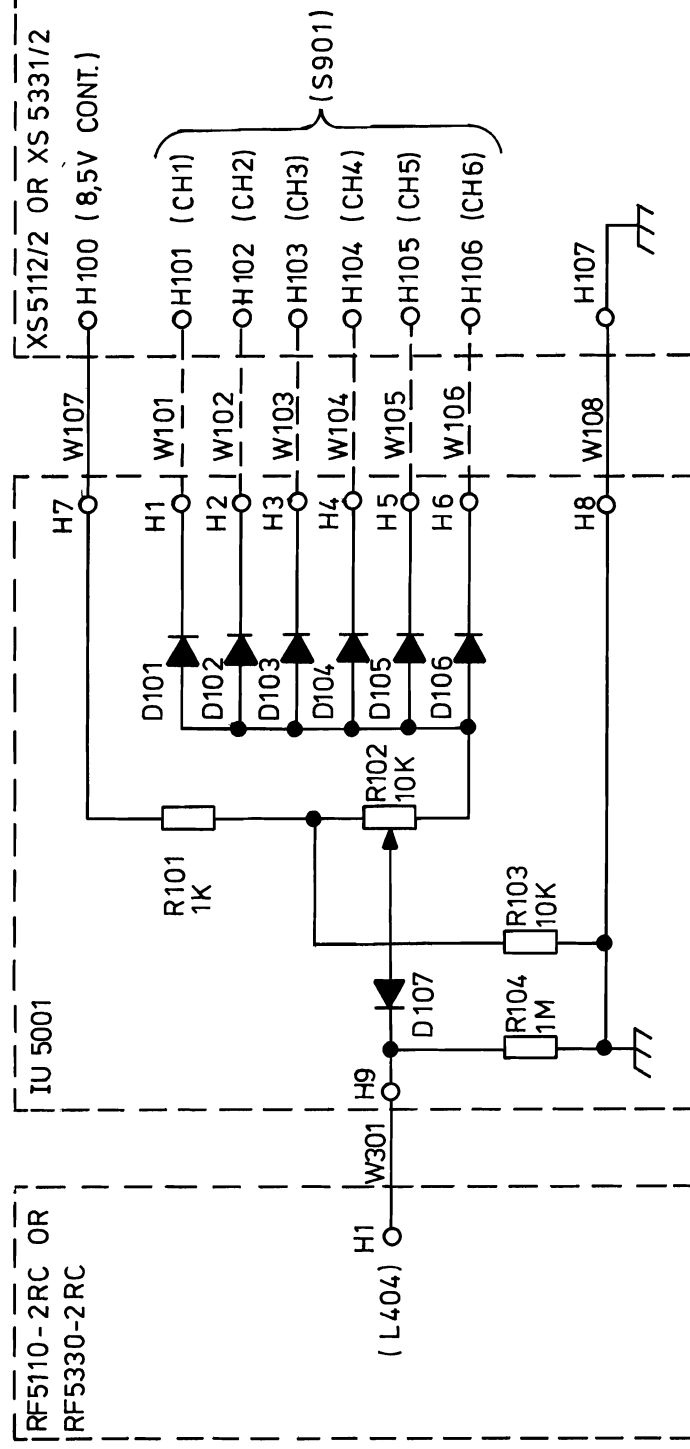 RF5110-2RC OR
RF5330-2RC
H1
(L404)
W301
IU 5001
H9
D107
R104
1M
R103
10K
R101
1K
R102
10K
D101
D102
D103
D104
D105
D106
H7
H1
H2
H3
H4
H5
H6
H8
W107
W101
W102
W103
W104
W105
W106
W108
XS5112/2 OR XS 5331/2
H100 (8,5V CONT.)
H101 (CH1)
H102 (CH2)
H103 (CH3)
H104 (CH4)
H105 (CH5)
H106 (CH6)
(S901)
H107